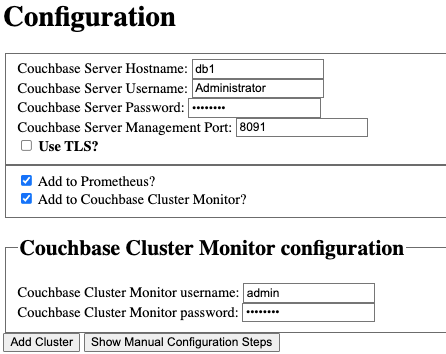 Configuration
Couchbase Server Hostname: db1
Couchbase Server Username: Administrator
Couchbase Server Password: ••••••••
Couchbase Server Management Port: 8091
Use TLS?
Add to Prometheus?
Add to Couchbase Cluster Monitor?
Couchbase Cluster Monitor configuration
Couchbase Cluster Monitor username: admin
Couchbase Cluster Monitor password: ••••••••
Add Cluster Show Manual Configuration Steps